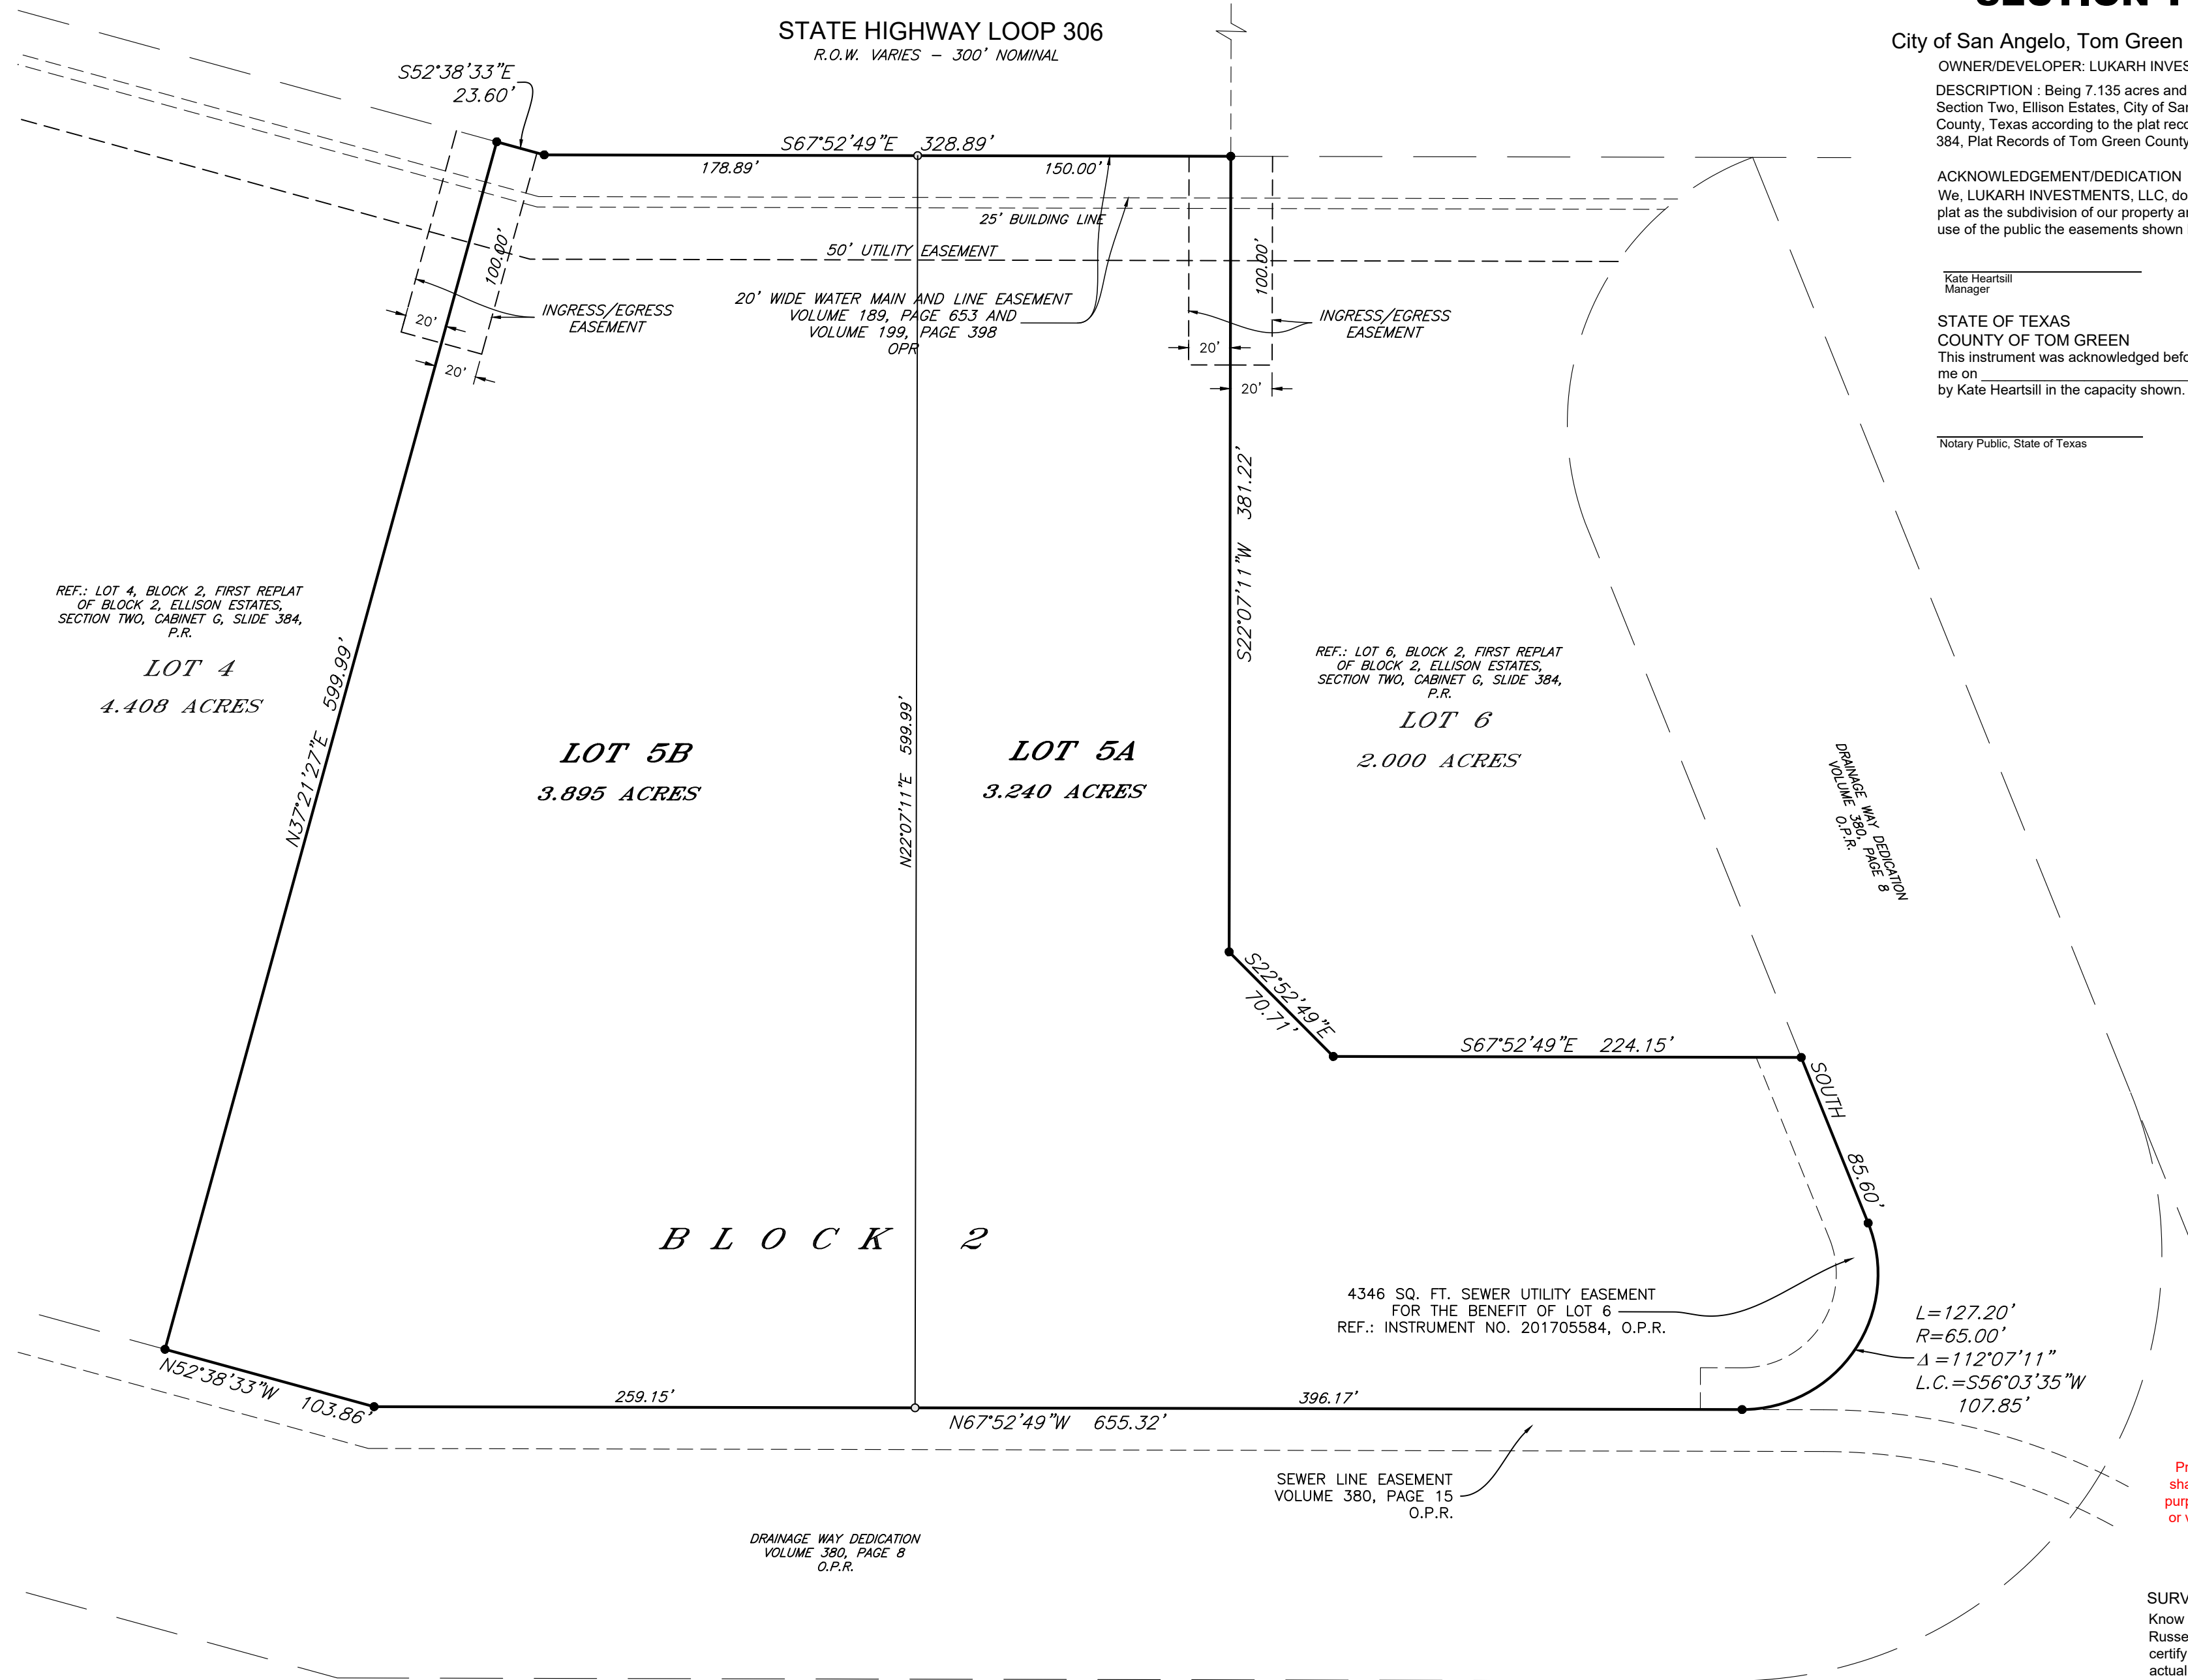 STATE HIGHWAY LOOP 306
R.O.W. VARIES – 300' NOMINAL
S52°38'33"E
23.60'
S67°52'49"E 328.89'
178.89'
150.00'
25' BUILDING LINE
50' UTILITY EASEMENT
100.00'
100.00'
20' WIDE WATER MAIN AND LINE EASEMENT
VOLUME 189, PAGE 653 AND
VOLUME 199, PAGE 398
OPR
INGRESS/EGRESS
EASEMENT
INGRESS/EGRESS
EASEMENT
20'
20'
20'
20'
S22°07'11"W 381.22'
REF.: LOT 4, BLOCK 2, FIRST REPLAT
OF BLOCK 2, ELLISON ESTATES,
SECTION TWO, CABINET G, SLIDE 384,
P.R.
LOT 4
4.408 ACRES
N37°21'27"E 599.99'
LOT 5B
3.895 ACRES
N22°07'11"E 599.99'
LOT 5A
3.240 ACRES
REF.: LOT 6, BLOCK 2, FIRST REPLAT
OF BLOCK 2, ELLISON ESTATES,
SECTION TWO, CABINET G, SLIDE 384,
P.R.
LOT 6
2.000 ACRES
DRAINAGE WAY DEDICATION
VOLUME 380, PAGE 8
O.P.R.
S22°52'49"E
70.71'
S67°52'49"E 224.15'
SOUTH 85.60'
BLOCK 2
4346 SQ. FT. SEWER UTILITY EASEMENT
FOR THE BENEFIT OF LOT 6
REF.: INSTRUMENT NO. 201705584, O.P.R.
L=127.20'
R=65.00'
Δ=112°07'11"
L.C.=S56°03'35"W
107.85'
N52°38'33"W 103.86'
259.15'
396.17'
N67°52'49"W 655.32'
SEWER LINE EASEMENT
VOLUME 380, PAGE 15
O.P.R.
DRAINAGE WAY DEDICATION
VOLUME 380, PAGE 8
O.P.R.
SECTION
City of San Angelo, Tom Green
OWNER/DEVELOPER: LUKARH INVES
DESCRIPTION : Being 7.135 acres and
Section Two, Ellison Estates, City of Sa
County, Texas according to the plat reco
384, Plat Records of Tom Green County
ACKNOWLEDGEMENT/DEDICATION
We, LUKARH INVESTMENTS, LLC, do
plat as the subdivision of our property a
use of the public the easements shown
Kate Heartsill
Manager
STATE OF TEXAS
COUNTY OF TOM GREEN
This instrument was acknowledged befo
me on
by Kate Heartsill in the capacity shown.
Notary Public, State of Texas
Pr
sha
purp
or v
SURV
Know
Russe
certify
actual